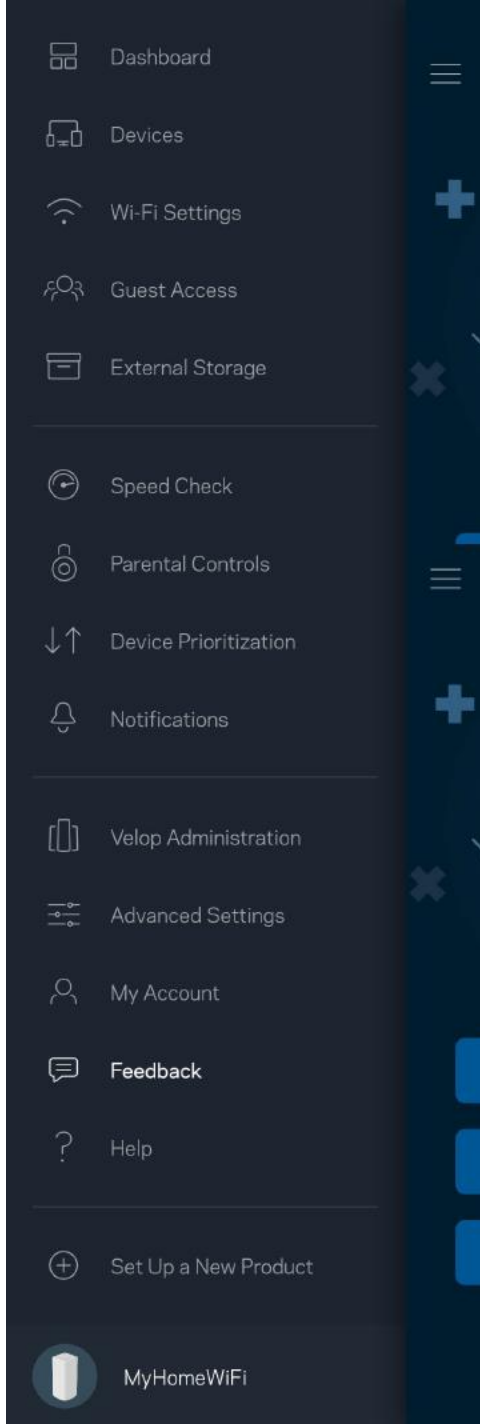 Dashboard
Devices
Wi-Fi Settings
Guest Access
External Storage
Speed Check
Parental Controls
Device Prioritization
Notifications
Velop Administration
Advanced Settings
My Account
Feedback
Help
Set Up a New Product
MyHomeWiFi